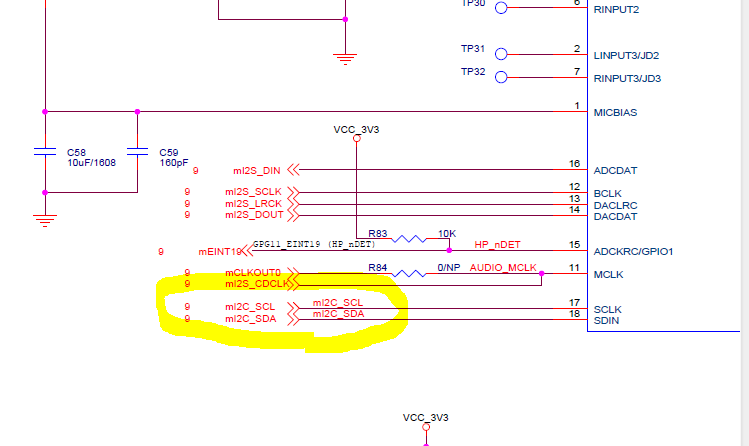 TP30 6 RINPUT2
TP31 2 LINPUT3/JD2
TP32 7 RINPUT3/JD3
1 MICBIAS
VCC_3V3
C58 C59
10uF/1608 160pF
9 mI2S_DIN 16 ADCDAT
9 mI2S_SCLK 12 BCLK
9 mI2S_LRCK 13 DACLRC
9 mI2S_DOUT 14 DACDAT
R83 10K
9 mEINT19 GPG11_EINT19 (HP_nDET) HP_nDET 15 ADCKRC/GPIO1
9 mCLKOUT0 R84 0/NP AUDIO_MCLK 11 MCLK
9 mI2S_CDCLK
9 mI2C_SCL mI2C_SCL 17 SCLK
9 mI2C_SDA mI2C_SDA 18 SDIN
VCC_3V3